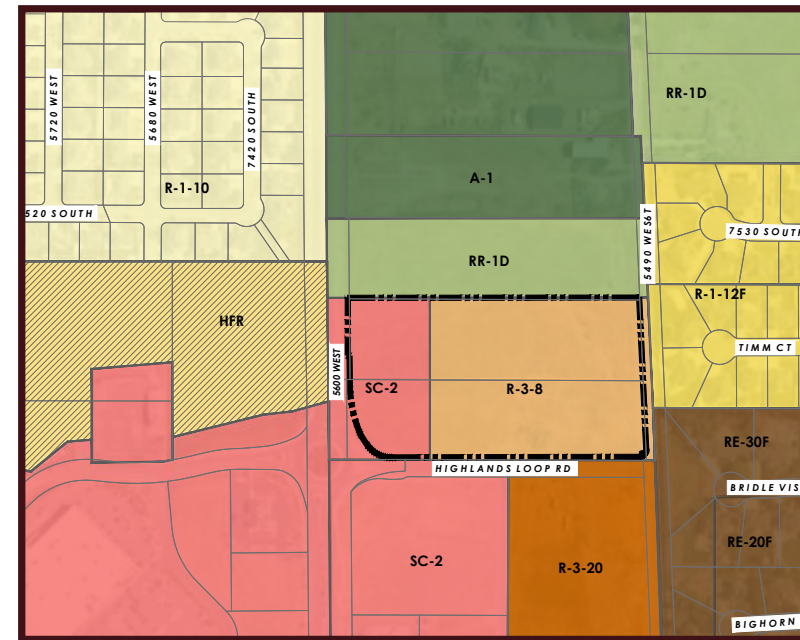 RR-1D
5720 WEST
5680 WEST
7420 SOUTH
A-1
R-1-10
520 SOUTH
5490 WES6T
7530 SOUTH
RR-1D
R-1-12F
HFR
TIMM CT
5600 WEST
SC-2
R-3-8
RE-30F
HIGHLANDS LOOP RD
BRIDLE VIS
RE-20F
SC-2
R-3-20
BIGHORN